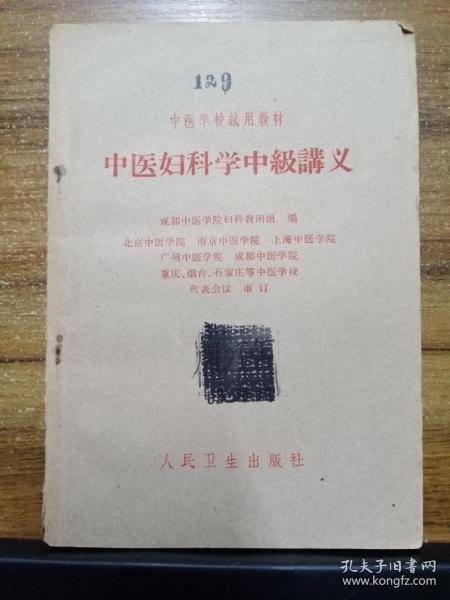 129
中医学校試用教材
中医妇科学中級講义
成都中医学院妇科教研組 編
北京中医学院 南京中医学院 上海中医学院
广州中医学院 成都中医学院
重庆、烟台、石家庄等中医学校
代表会议 审订
人民卫生出版社
孔夫子旧書网
www.kongfz.com